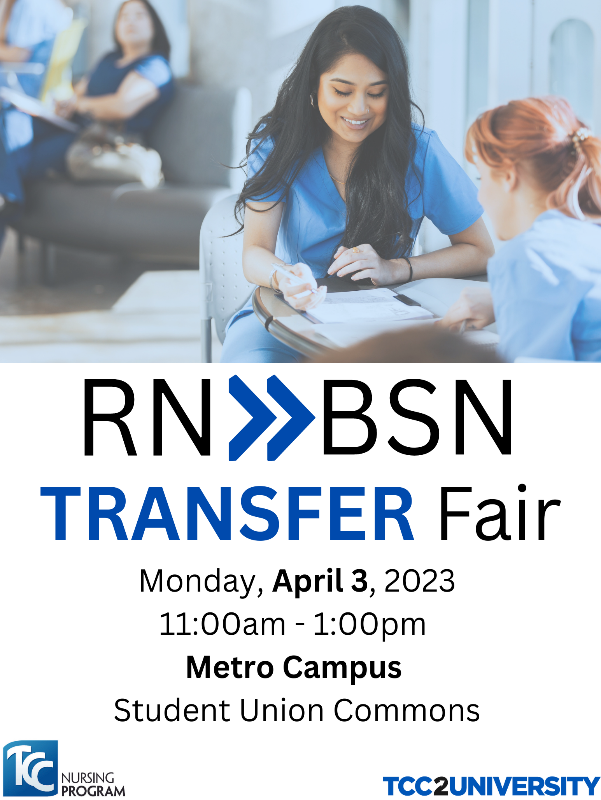 RN BSN
TRANSFER Fair
Monday, April 3, 2023
11:00am - 1:00pm
Metro Campus
Student Union Commons
TCC NURSING
PROGRAM
TCC2UNIVERSITY